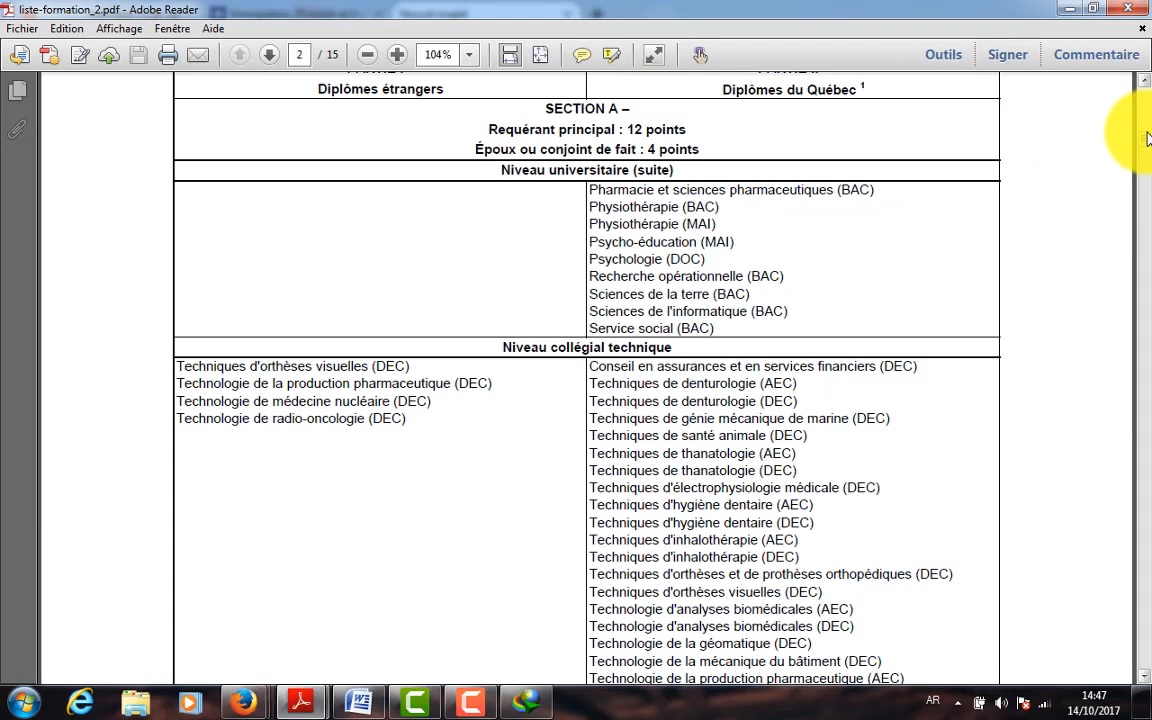 liste-formation_2.pdf - Adobe Reader
Fichier Edition Affichage Fenêtre Aide
2 / 15 104% Outils Signer Commentaire
Diplômes étrangers
Diplômes du Québec 1
SECTION A –
Requérant principal : 12 points
Époux ou conjoint de fait : 4 points
Niveau universitaire (suite)
Pharmacie et sciences pharmaceutiques (BAC)
Physiothérapie (BAC)
Physiothérapie (MAI)
Psycho-éducation (MAI)
Psychologie (DOC)
Recherche opérationnelle (BAC)
Sciences de la terre (BAC)
Sciences de l'informatique (BAC)
Service social (BAC)
Niveau collégial technique
Techniques d'orthèses visuelles (DEC)
Technologie de la production pharmaceutique (DEC)
Technologie de médecine nucléaire (DEC)
Technologie de radio-oncologie (DEC)
Conseil en assurances et en services financiers (DEC)
Techniques de denturologie (AEC)
Techniques de denturologie (DEC)
Techniques de génie mécanique de marine (DEC)
Techniques de santé animale (DEC)
Techniques de thanatologie (AEC)
Techniques de thanatologie (DEC)
Techniques d'électrophysiologie médicale (DEC)
Techniques d'hygiène dentaire (AEC)
Techniques d'hygiène dentaire (DEC)
Techniques d'inhalothérapie (AEC)
Techniques d'inhalothérapie (DEC)
Techniques d'orthèses et de prothèses orthopédiques (DEC)
Techniques d'orthèses visuelles (DEC)
Technologie d'analyses biomédicales (AEC)
Technologie d'analyses biomédicales (DEC)
Technologie de la géomatique (DEC)
Technologie de la mécanique du bâtiment (DEC)
Technologie de la production pharmaceutique (AEC)
AR
14:47
14/10/2017